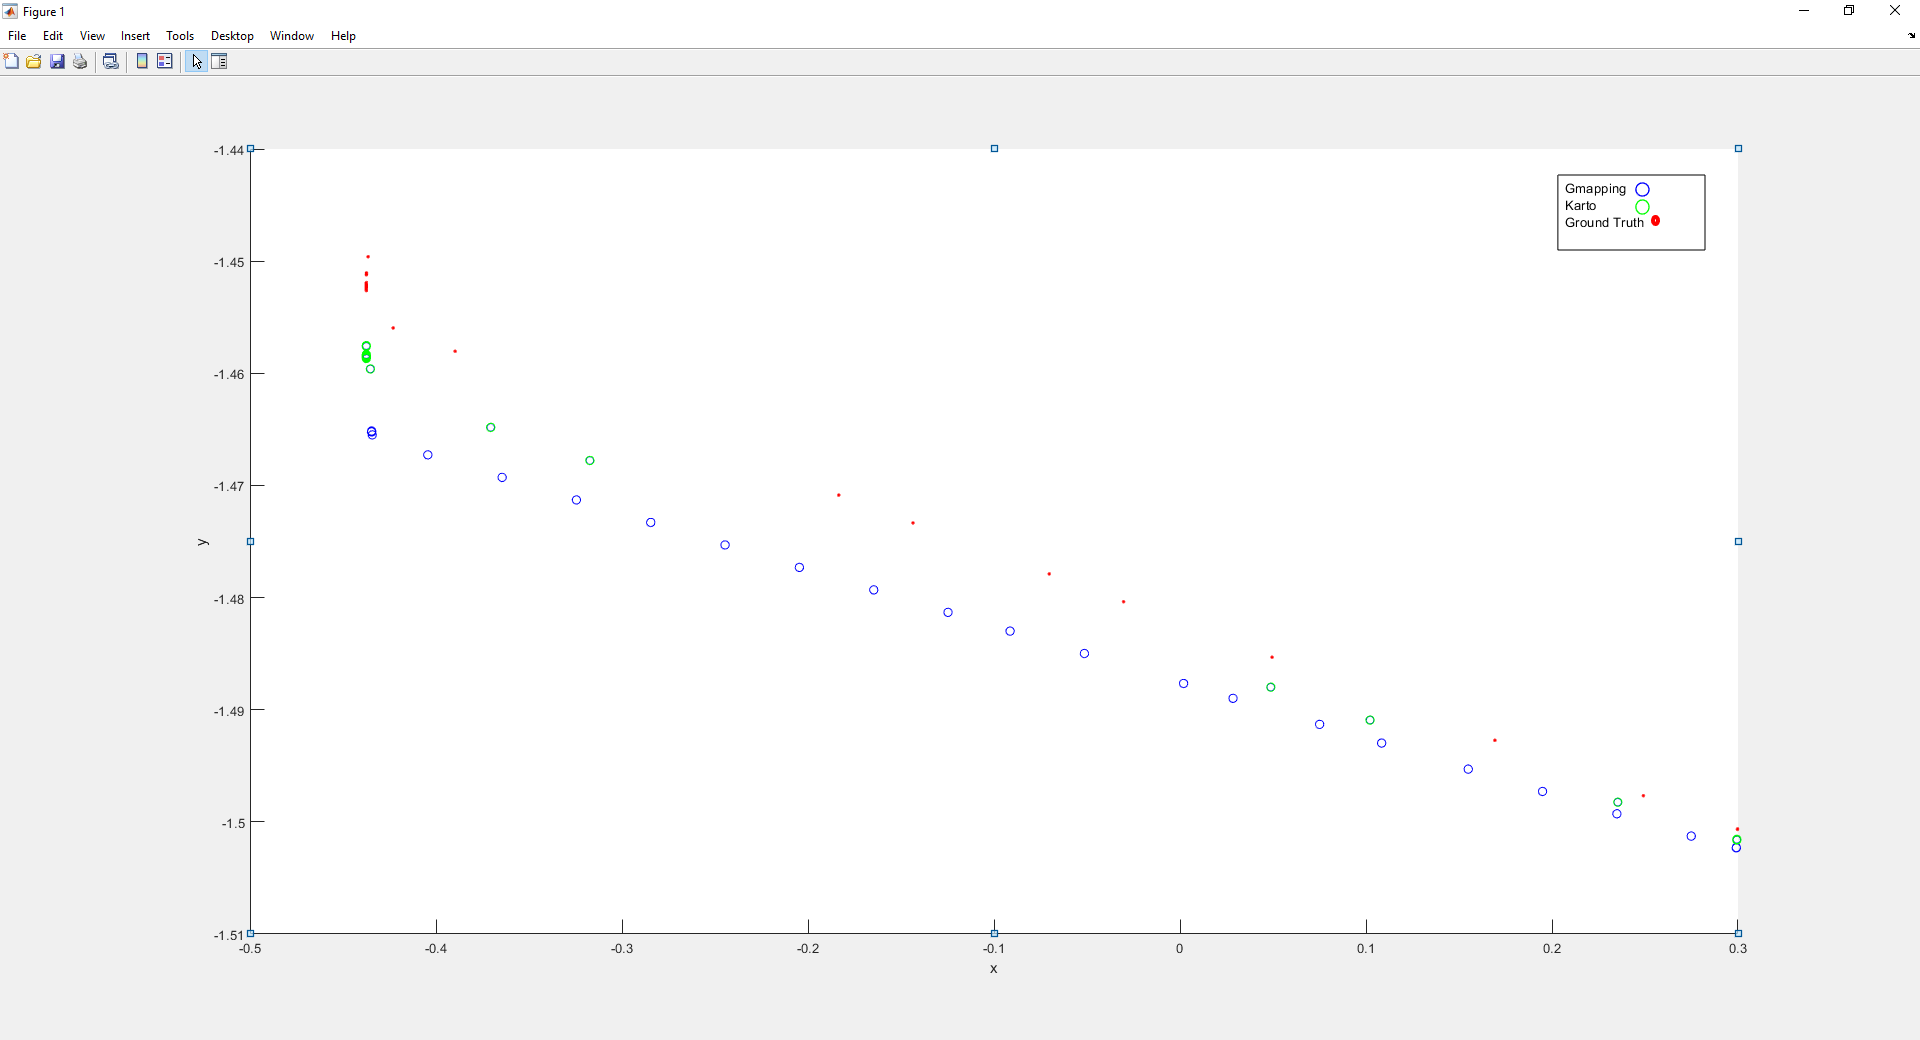 Figure 1
File Edit View Insert Tools Desktop Window Help
Gmapping
Karto
Ground Truth
-1.44
-1.45
-1.46
-1.47
-1.48
-1.49
-1.5
-1.51
y
-0.5 -0.4 -0.3 -0.2 -0.1 0 0.1 0.2 0.3
x